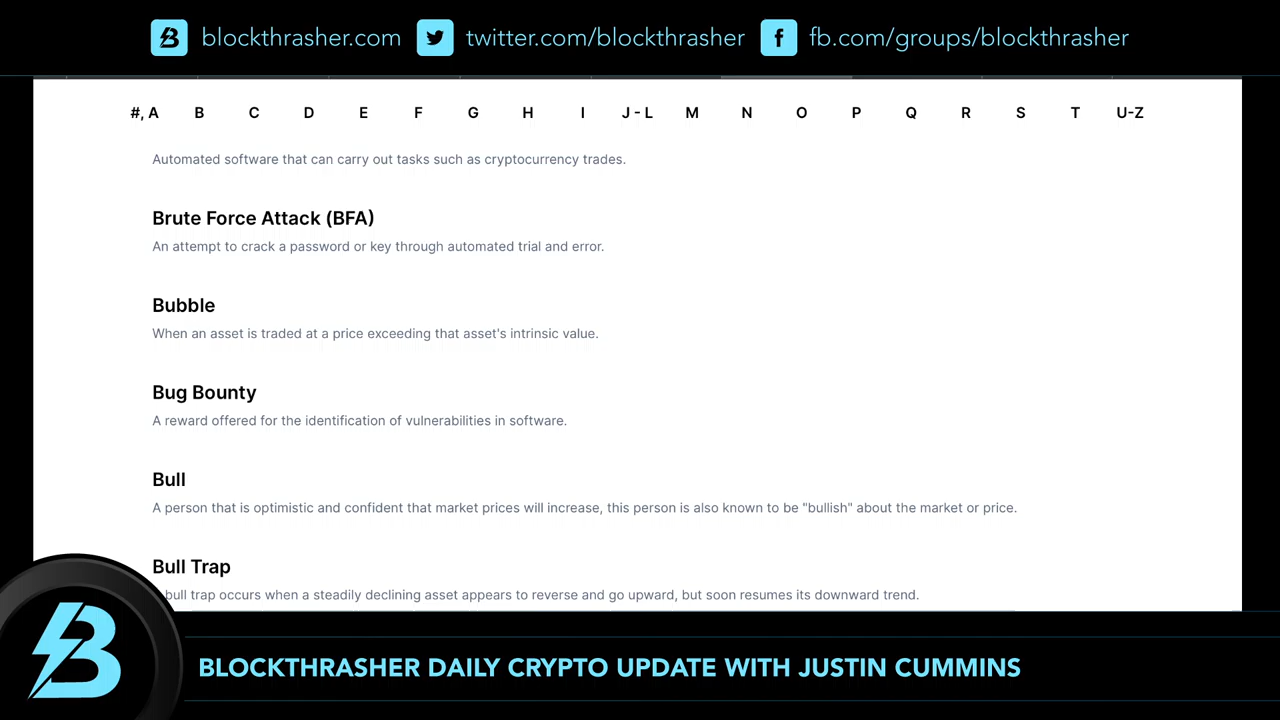 blockthrasher.com twitter.com/blockthrasher fb.com/groups/blockthrasher
#, A B C D E F G H I J - L M N O P Q R S T U-Z
Automated software that can carry out tasks such as cryptocurrency trades.
Brute Force Attack (BFA)
An attempt to crack a password or key through automated trial and error.
Bubble
When an asset is traded at a price exceeding that asset's intrinsic value.
Bug Bounty
A reward offered for the identification of vulnerabilities in software.
Bull
A person that is optimistic and confident that market prices will increase, this person is also known to be "bullish" about the market or price.
Bull Trap
bull trap occurs when a steadily declining asset appears to reverse and go upward, but soon resumes its downward trend.
BLOCKTHRASHER DAILY CRYPTO UPDATE WITH JUSTIN CUMMINS